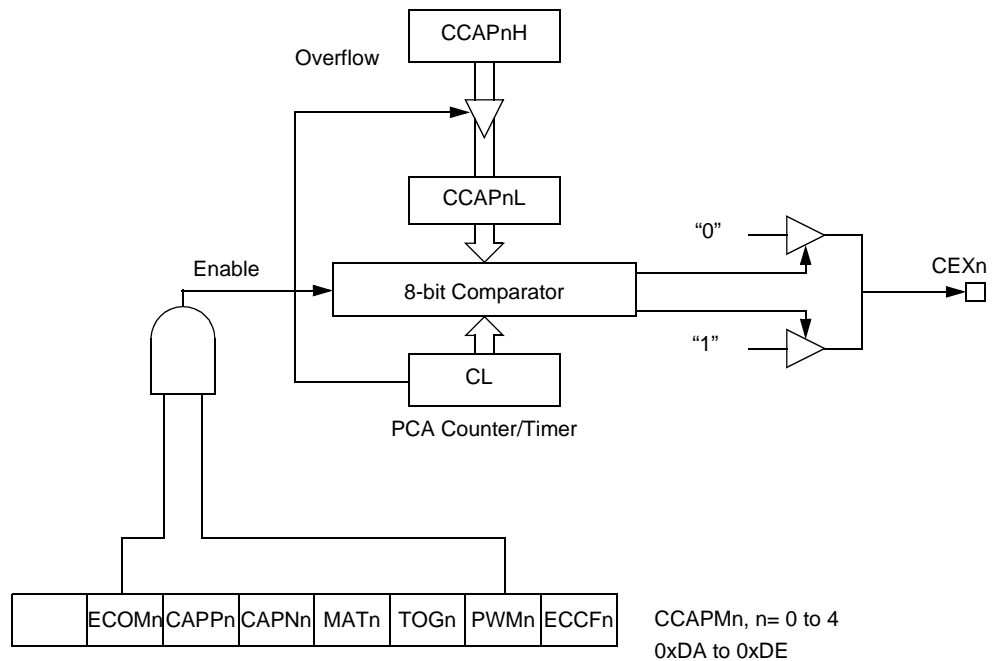 CCAPnH
Overflow
CCAPnL
“0”
Enable
8-bit Comparator
CEXn
“1”
CL
PCA Counter/Timer
ECOMn CAPPn CAPNn MATn TOGn PWMn ECCFn
CCAPMn, n= 0 to 4
0xDA to 0xDE